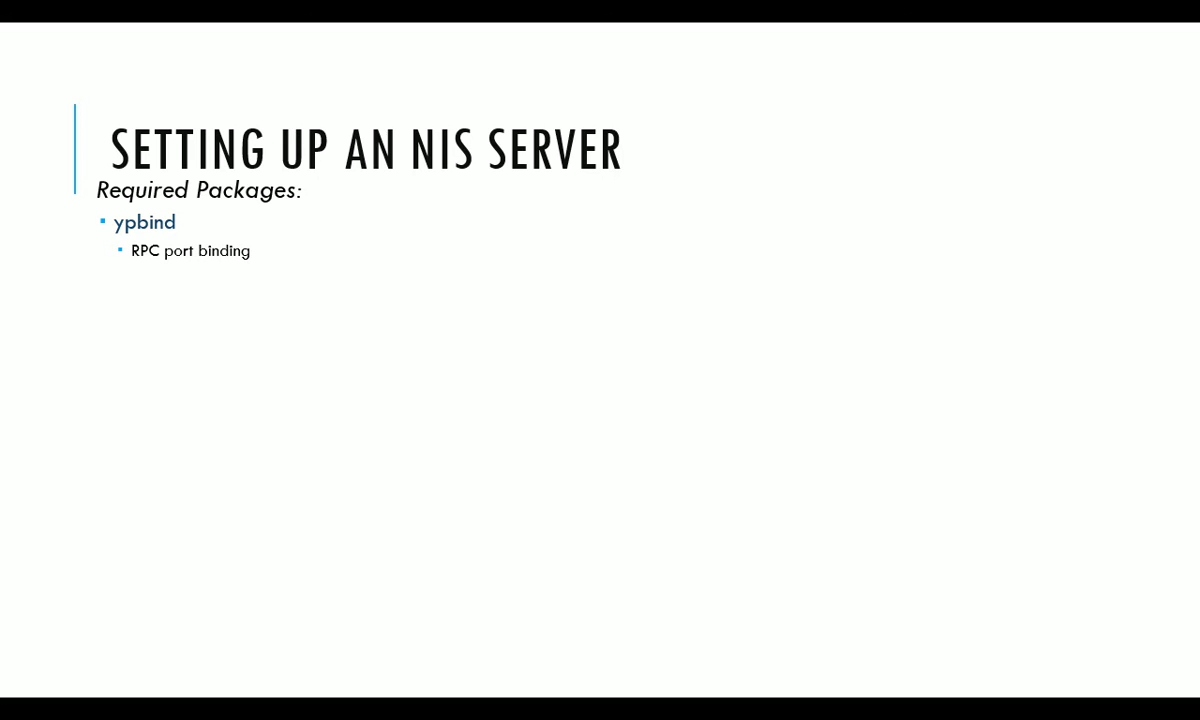 SETTING UP AN NIS SERVER
Required Packages:
▪ ypbind
▪ RPC port binding